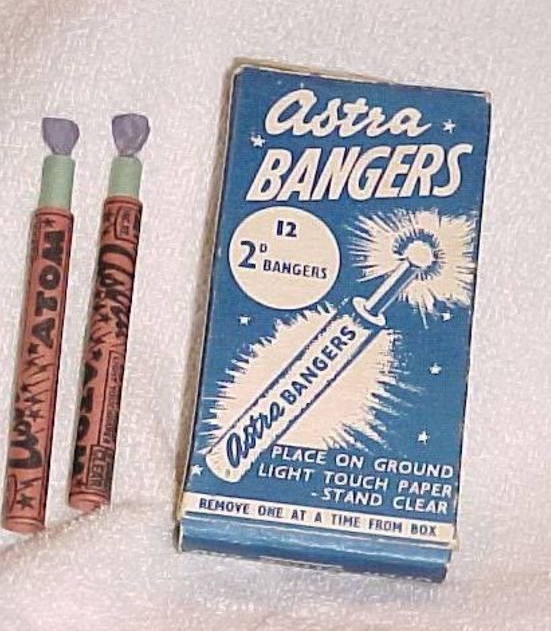 Astra
BANGERS
12
2D BANGERS
Astra BANGERS
PLACE ON GROUND
LIGHT TOUCH PAPER
- STAND CLEAR
REMOVE ONE AT A TIME FROM BOX
ATOM
ATOM